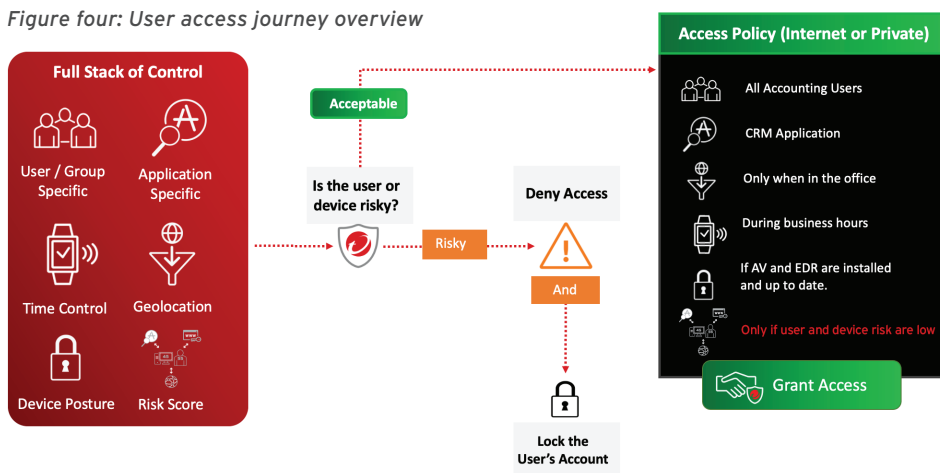 Figure four: User access journey overview
Full Stack of Control
User / Group
Specific
Application
Specific
Time Control
Geolocation
Device Posture
Risk Score
Acceptable
Is the user or
device risky?
Risky
Deny Access
And
Lock the
User's Account
Access Policy (Internet or Private)
All Accounting Users
CRM Application
Only when in the office
During business hours
If AV and EDR are installed
and up to date.
Only if user and device risk are low
Grant Access